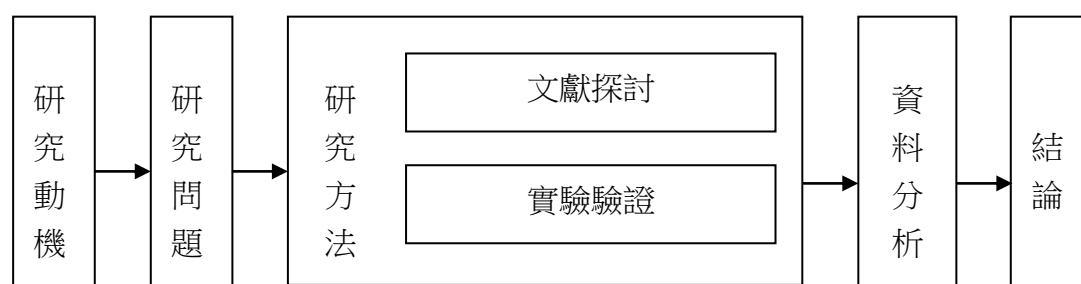 研究動機
研究問題
研究方法
文獻探討
實驗驗證
資料分析
結論